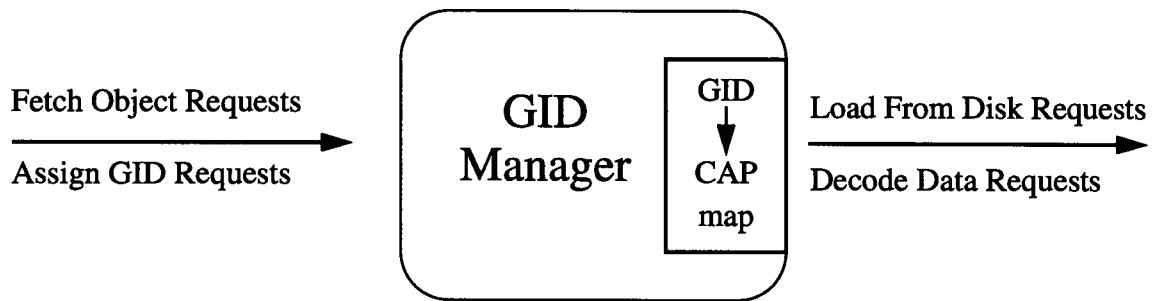 Fetch Object Requests
Assign GID Requests
GID
Manager
GID
CAP
map
Load From Disk Requests
Decode Data Requests